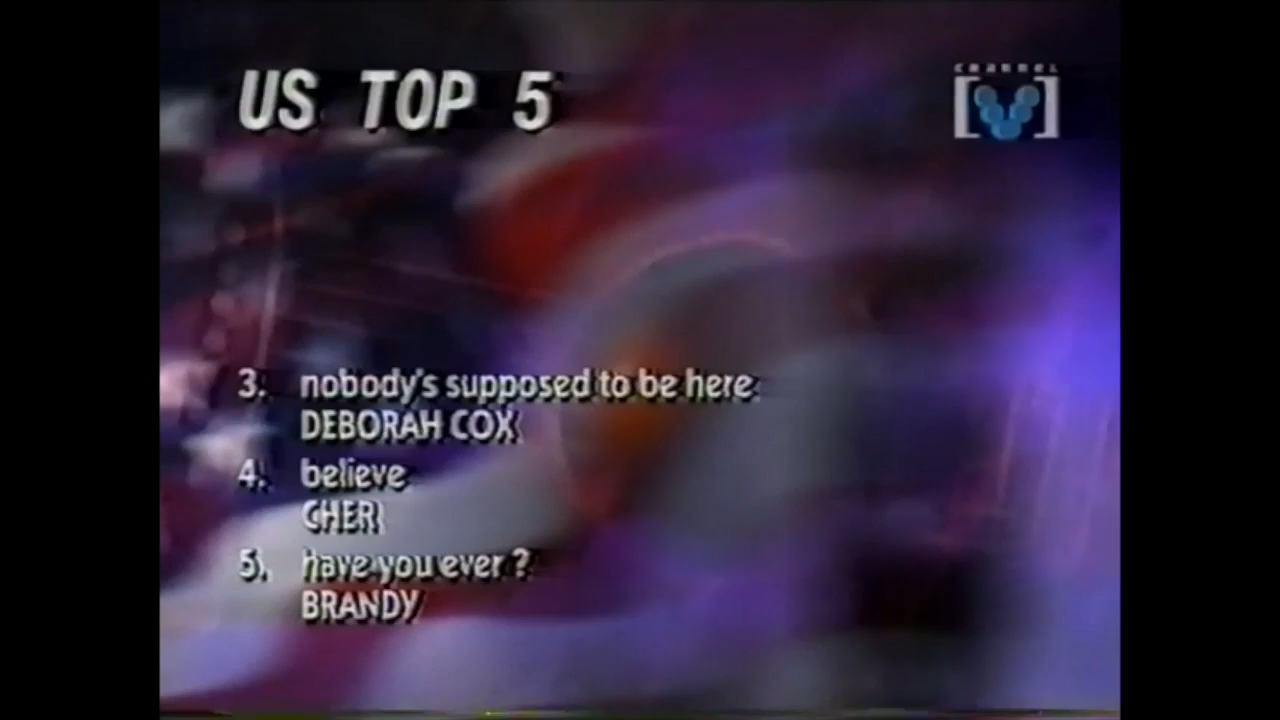 US TOP 5
CHANNEL
[V]
3. nobody's supposed to be here
DEBORAH COX
4. believe
CHER
5. have you ever?
BRANDY